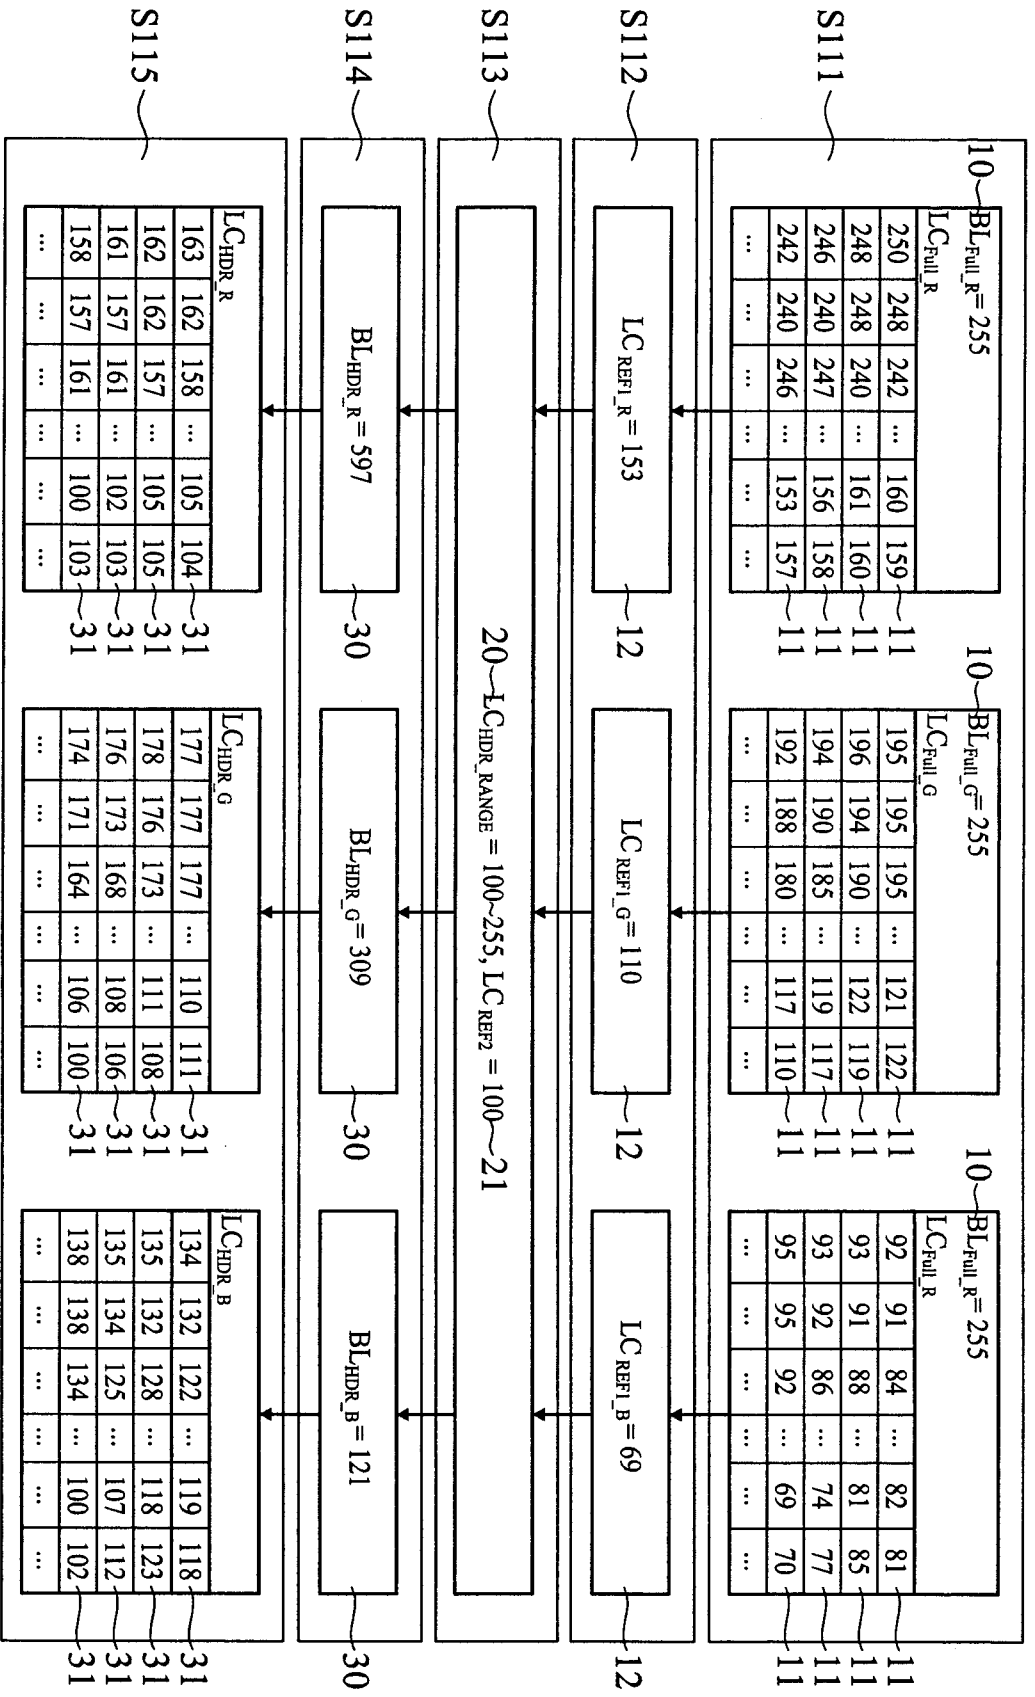 S111
10 BL_Full_R = 255
LC_Full_R
250 248 242 ... 160 159 11
248 248 240 ... 161 160 11
246 240 247 ... 156 158 11
242 240 246 ... 153 157 11
... ... ... ... ... ...
10 BL_Full_G = 255
LC_Full_G
195 195 195 ... 121 122 11
196 194 190 ... 122 119 11
194 190 185 ... 119 117 11
192 188 180 ... 117 110 11
... ... ... ... ... ...
10 BL_Full_R = 255
LC_Full_R
92 91 84 ... 82 81 11
93 91 88 ... 81 85 11
93 92 86 ... 74 77 11
95 95 92 ... 69 70 11
... ... ... ... ... ...
S112
LC REF1_R = 153 12
LC REF1_G = 110 12
LC REF1_B = 69 12
S113
20 LC_HDR_RANGE = 100~255, LC REF2 = 100 21
S114
BL_HDR_R = 597 30
BL_HDR_G = 309 30
BL_HDR_B = 121 30
S115
LC_HDR_R
163 162 158 ... 105 104 31
162 162 157 ... 105 105 31
161 157 161 ... 102 103 31
158 157 161 ... 100 103 31
... ... ... ... ... ...
LC_HDR_G
177 177 177 ... 110 111 31
178 176 173 ... 111 108 31
176 173 168 ... 108 106 31
174 171 164 ... 106 100 31
... ... ... ... ... ...
LC_HDR_B
134 132 122 ... 119 118 31
135 132 128 ... 118 123 31
135 134 125 ... 107 112 31
138 138 134 ... 100 102 31
... ... ... ... ... ...